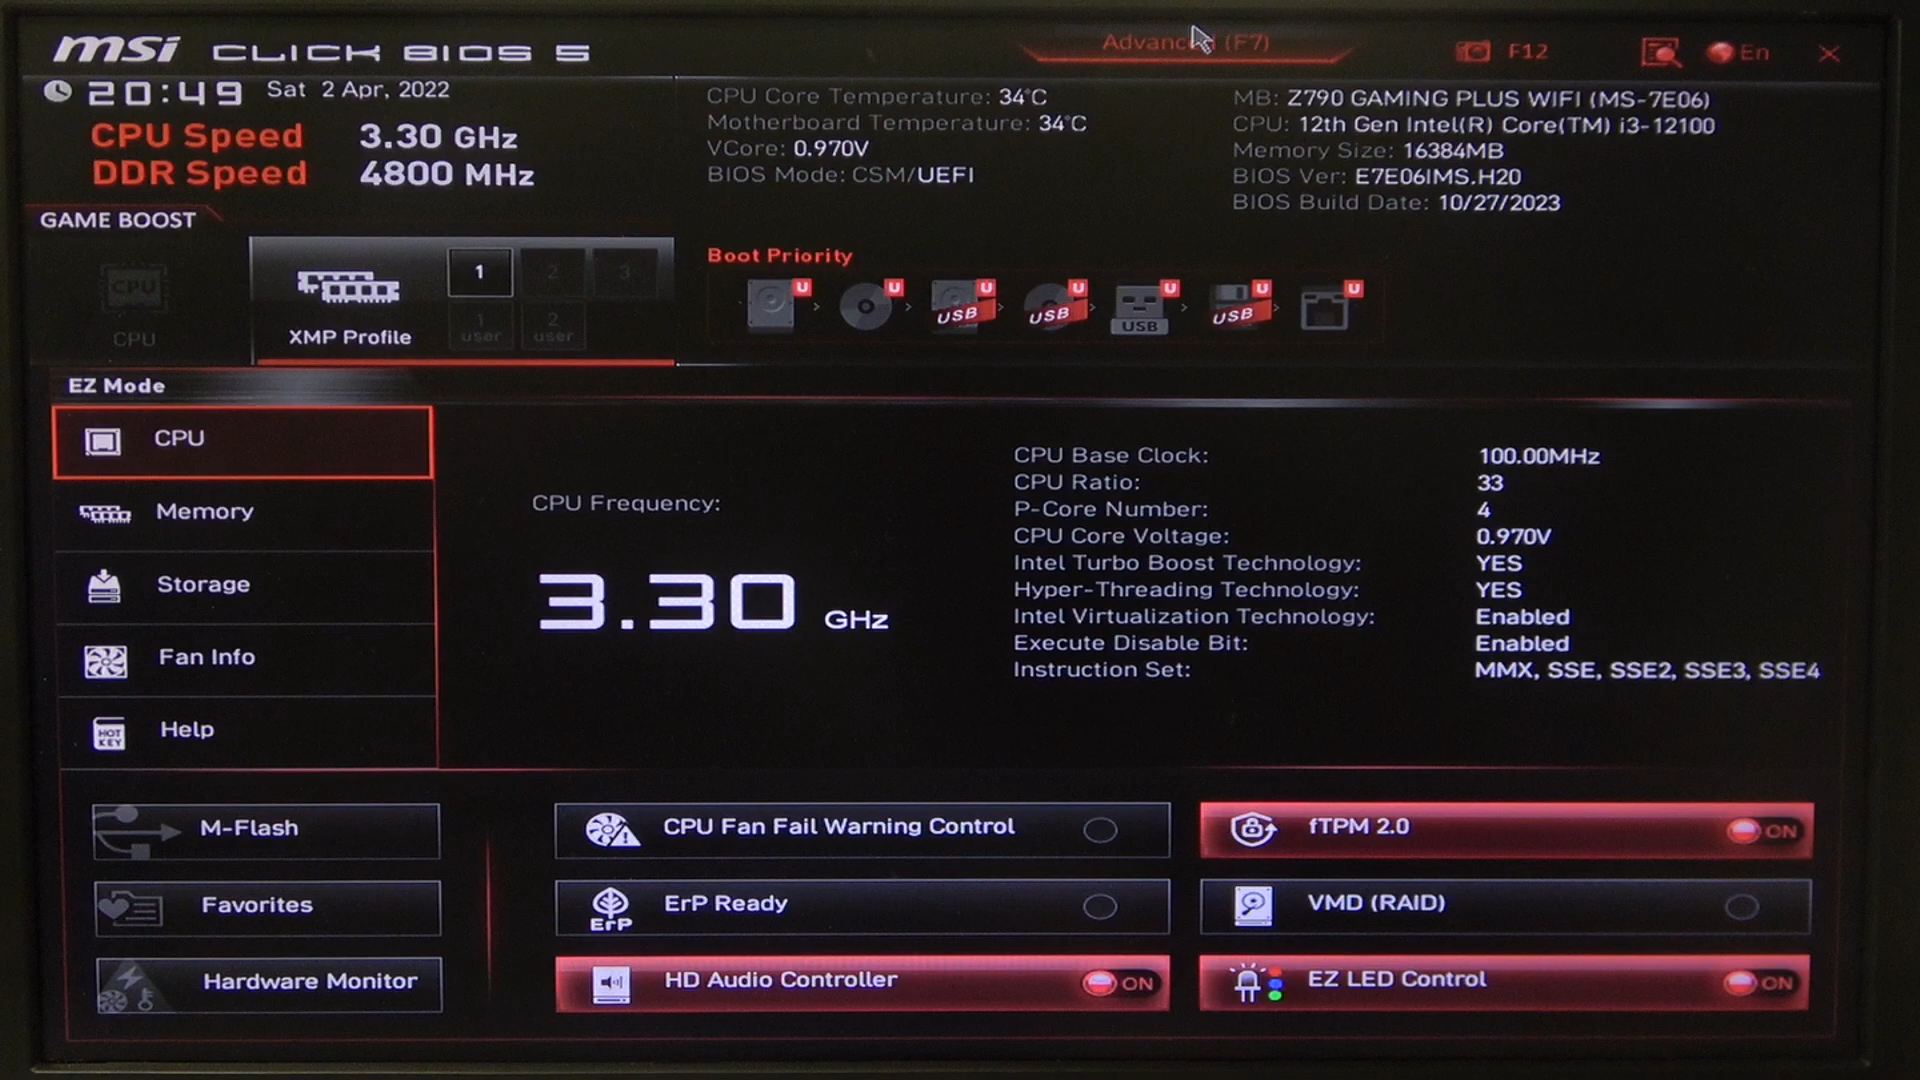 msi CLICK BIOS 5
Advanced (F7)
F12
En
20:49 Sat 2 Apr, 2022
CPU Speed 3.30 GHz
DDR Speed 4800 MHz
CPU Core Temperature: 34°C
Motherboard Temperature: 34°C
VCore: 0.970V
BIOS Mode: CSM/UEFI
MB: Z790 GAMING PLUS WIFI (MS-7E06)
CPU: 12th Gen Intel(R) Core(TM) i3-12100
Memory Size: 16384MB
BIOS Ver: E7E06IMS.H20
BIOS Build Date: 10/27/2023
GAME BOOST
CPU
CPU
XMP Profile
1 2 3
1 user
2 user
Boot Priority
U U U U U U U
USB USB USB USB
EZ Mode
CPU
Memory
Storage
Fan Info
HOT KEY
Help
CPU Frequency:
3.30 GHz
CPU Base Clock: 100.00MHz
CPU Ratio: 33
P-Core Number: 4
CPU Core Voltage: 0.970V
Intel Turbo Boost Technology: YES
Hyper-Threading Technology: YES
Intel Virtualization Technology: Enabled
Execute Disable Bit: Enabled
Instruction Set: MMX, SSE, SSE2, SSE3, SSE4
M-Flash
Favorites
Hardware Monitor
CPU Fan Fail Warning Control
ErP
ErP Ready
HD Audio Controller ON
fTPM 2.0 ON
VMD (RAID)
EZ LED Control ON